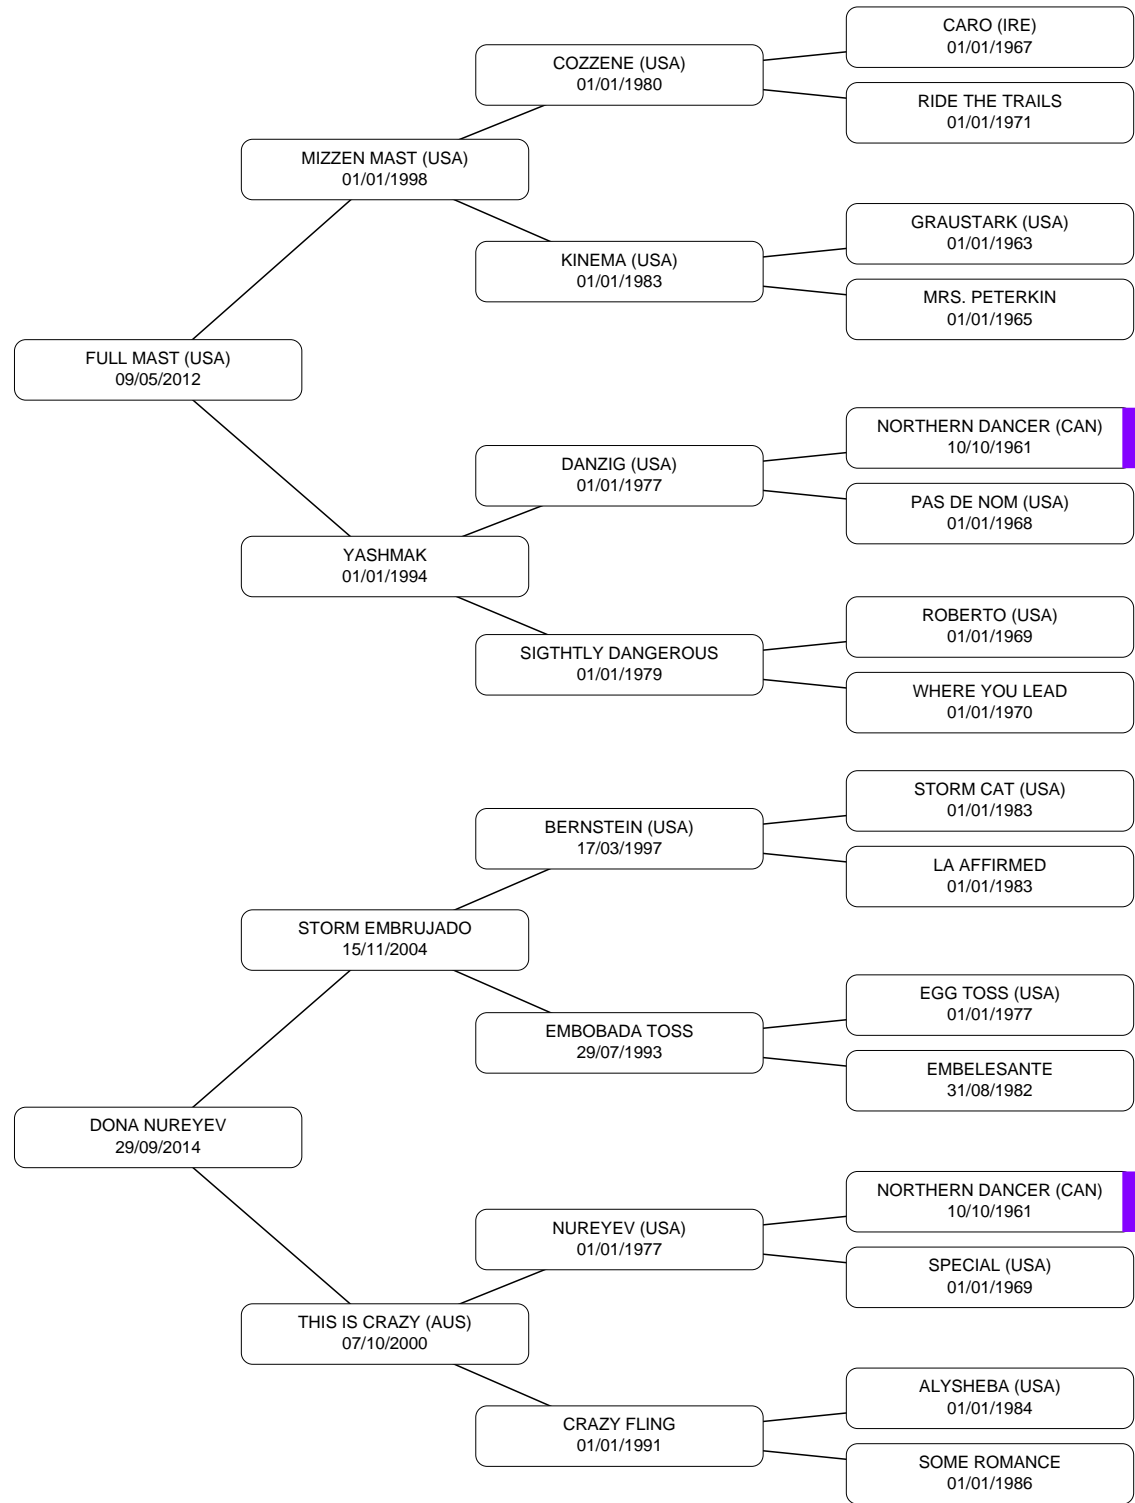 CARO (IRE)
01/01/1967
COZZENE (USA)
01/01/1980
RIDE THE TRAILS
01/01/1971
MIZZEN MAST (USA)
01/01/1998
GRAUSTARK (USA)
01/01/1963
KINEMA (USA)
01/01/1983
MRS. PETERKIN
01/01/1965
FULL MAST (USA)
09/05/2012
NORTHERN DANCER (CAN)
10/10/1961
DANZIG (USA)
01/01/1977
PAS DE NOM (USA)
01/01/1968
YASHMAK
01/01/1994
ROBERTO (USA)
01/01/1969
SIGTHTLY DANGEROUS
01/01/1979
WHERE YOU LEAD
01/01/1970
STORM CAT (USA)
01/01/1983
BERNSTEIN (USA)
17/03/1997
LA AFFIRMED
01/01/1983
STORM EMBRUJADO
15/11/2004
EGG TOSS (USA)
01/01/1977
EMBOBADA TOSS
29/07/1993
EMBELESANTE
31/08/1982
DONA NUREYEV
29/09/2014
NORTHERN DANCER (CAN)
10/10/1961
NUREYEV (USA)
01/01/1977
SPECIAL (USA)
01/01/1969
THIS IS CRAZY (AUS)
07/10/2000
ALYSHEBA (USA)
01/01/1984
CRAZY FLING
01/01/1991
SOME ROMANCE
01/01/1986